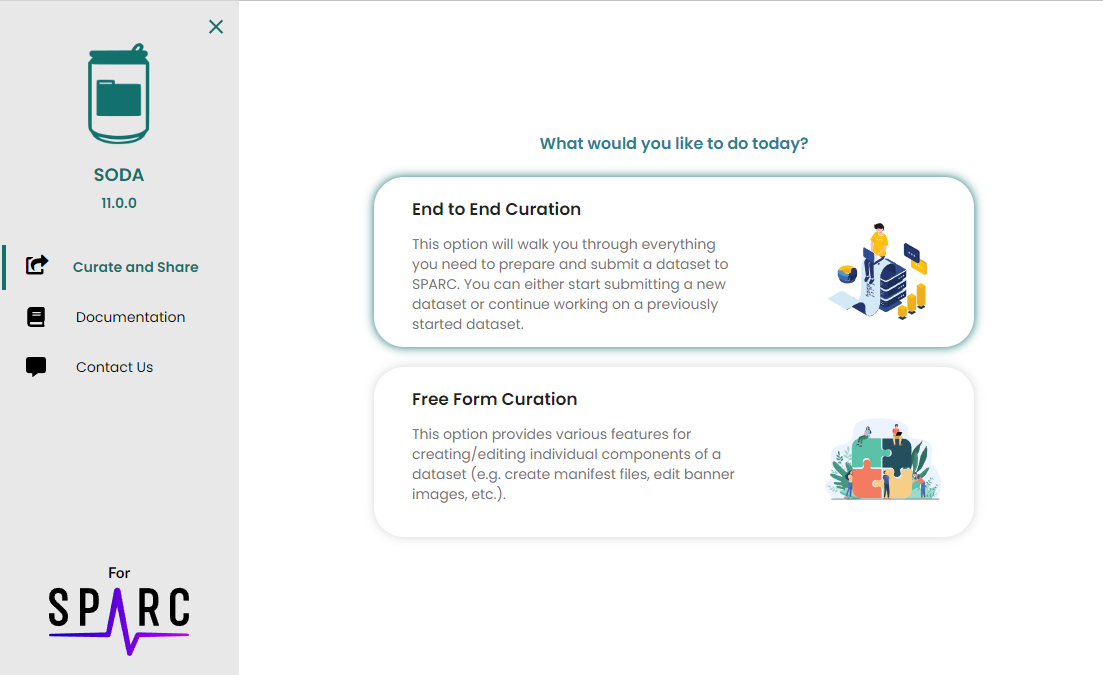 SODA
11.0.0
Curate and Share
Documentation
Contact Us
For
SPARC
What would you like to do today?
End to End Curation
This option will walk you through everything
you need to prepare and submit a dataset to
SPARC. You can either start submitting a new
dataset or continue working on a previously
started dataset.
Free Form Curation
This option provides various features for
creating/editing individual components of a
dataset (e.g. create manifest files, edit banner
images, etc.).